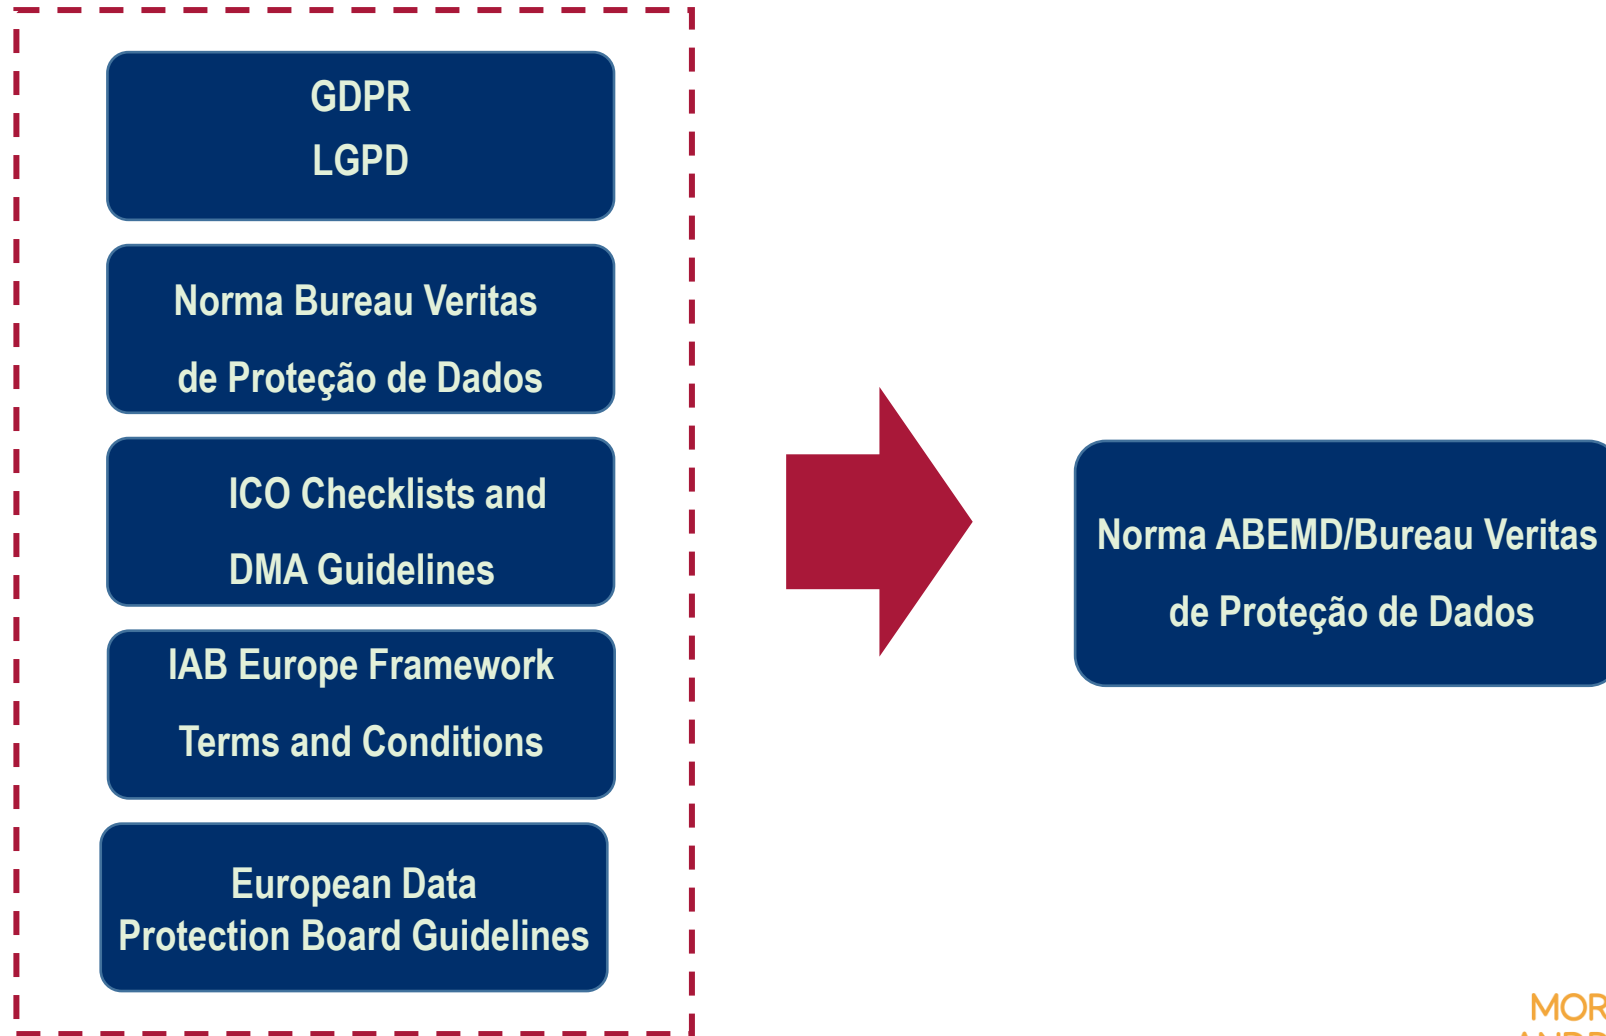 GDPR
LGPD
Norma Bureau Veritas
de Proteção de Dados
ICO Checklists and
DMA Guidelines
IAB Europe Framework
Terms and Conditions
European Data
Protection Board Guidelines
Norma ABEMD/Bureau Veritas
de Proteção de Dados